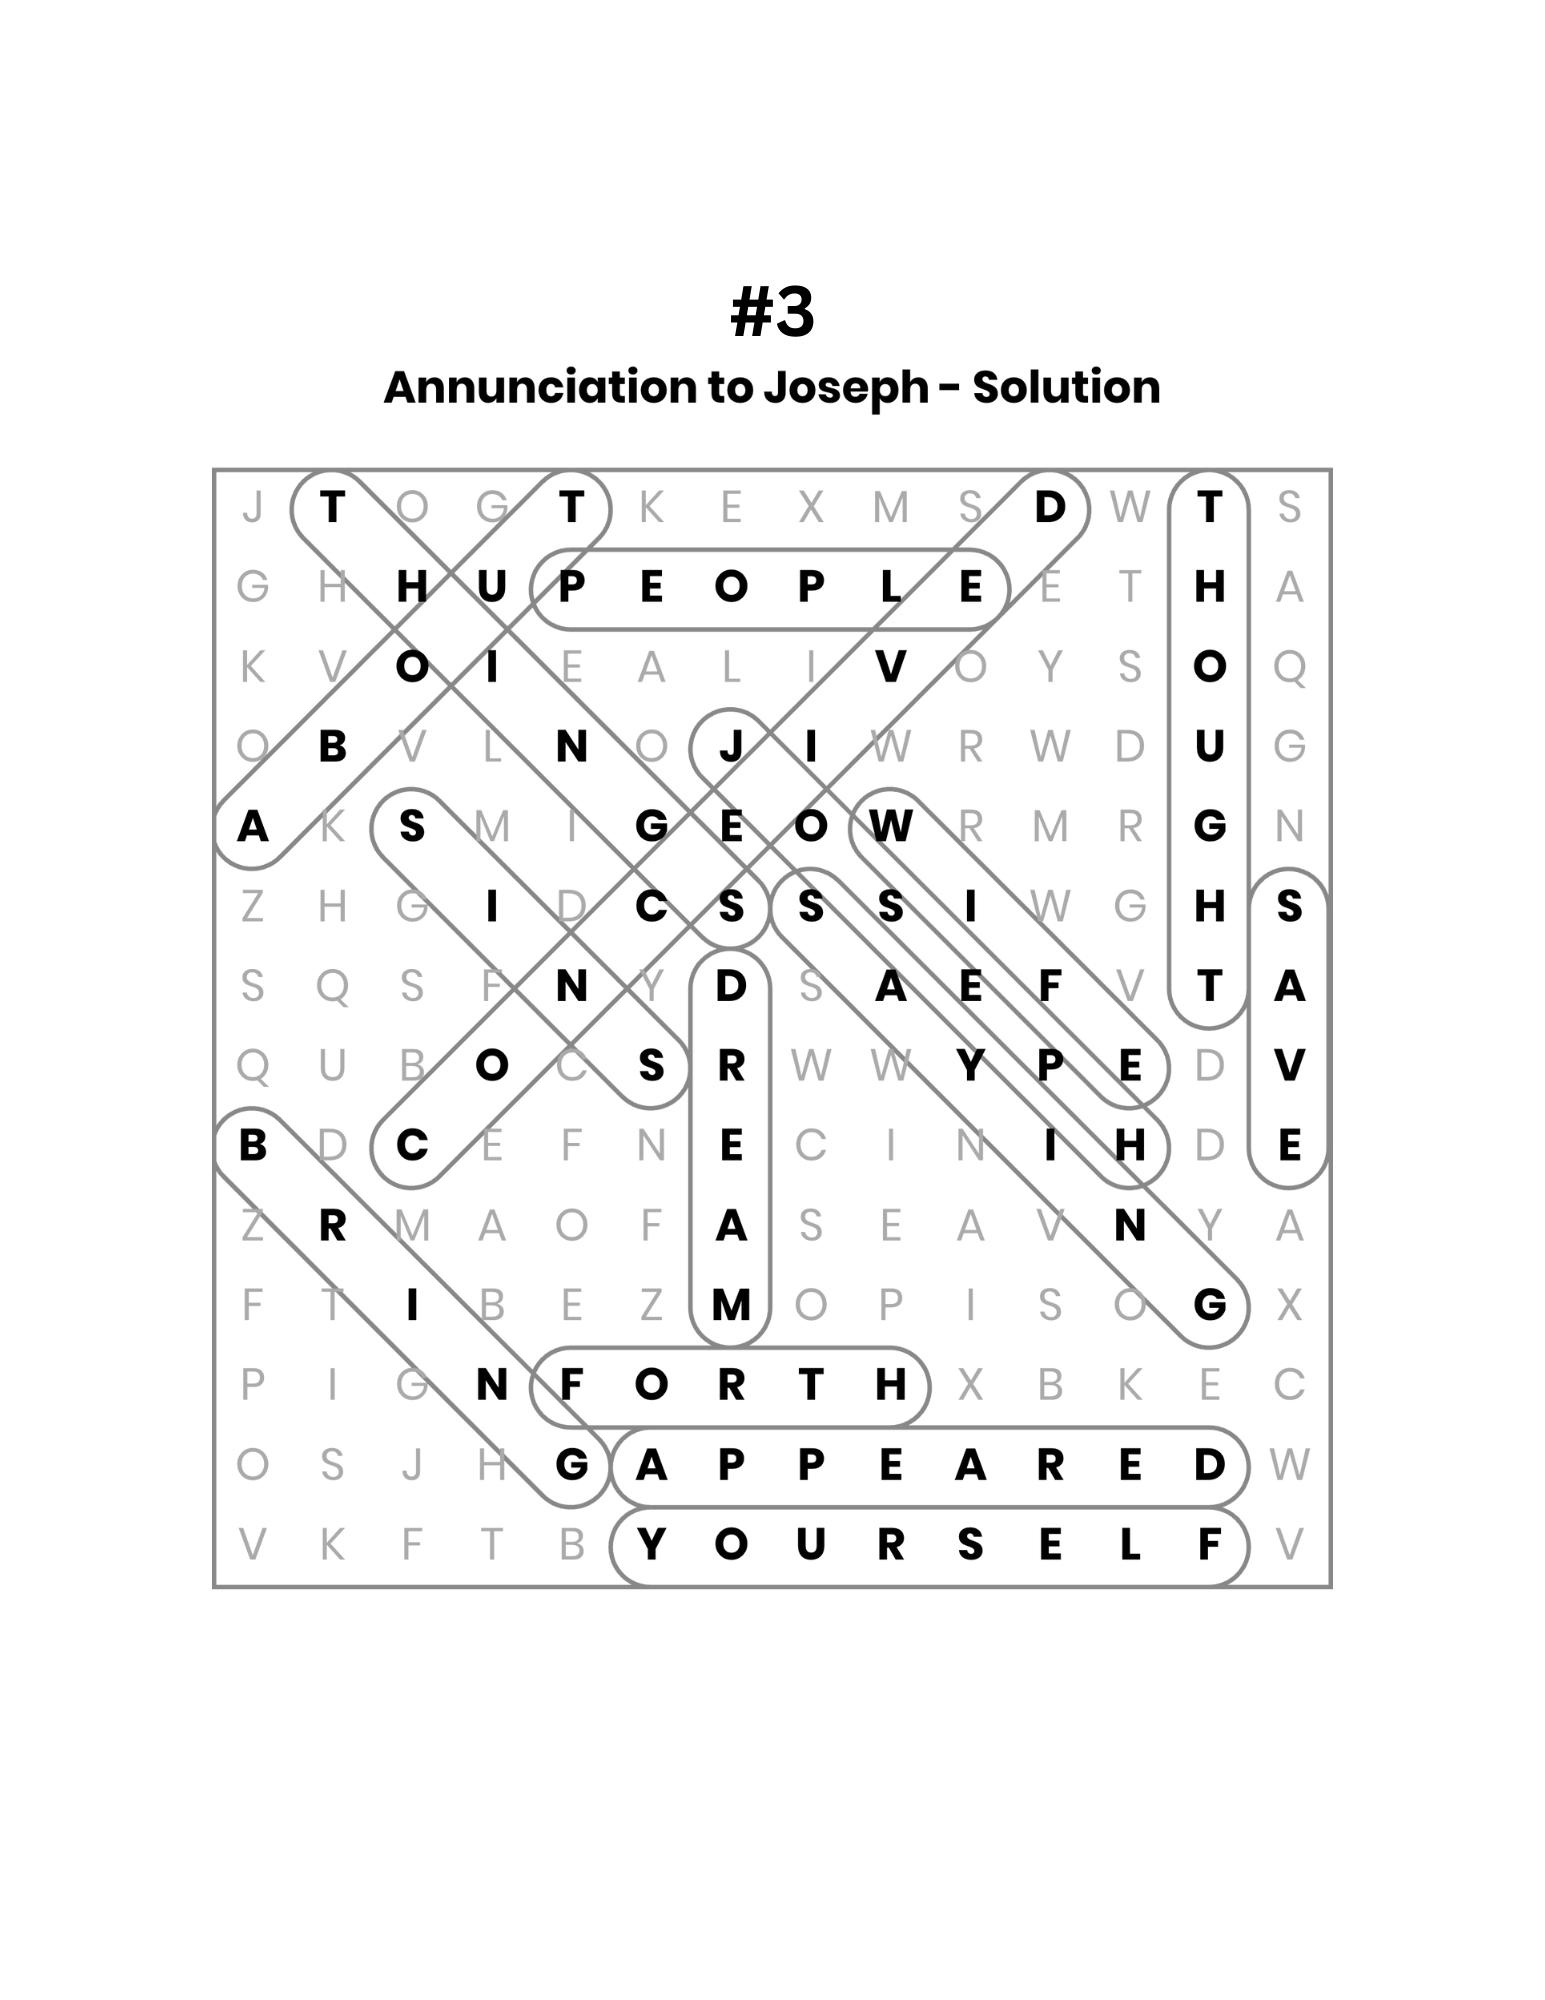 #3
Annunciation to Joseph - Solution
J T O G T K E X M S D W T S
G H H U P E O P L E E T H A
K V O I E A L I V O Y S O Q
O B V L N O J I W R W D U G
A K S M I G E O W R M R G N
Z H G I D C S S S I W G H S
S Q S F N Y D S A E F V T A
Q U B O C S R W W Y P E D V
B D C E F N E C I N I H D E
Z R M A O F A S E A V N Y A
F T I B E Z M O P I S O G X
P I G N F O R T H X B K E C
O S J H G A P P E A R E D W
V K F T B Y O U R S E L F V